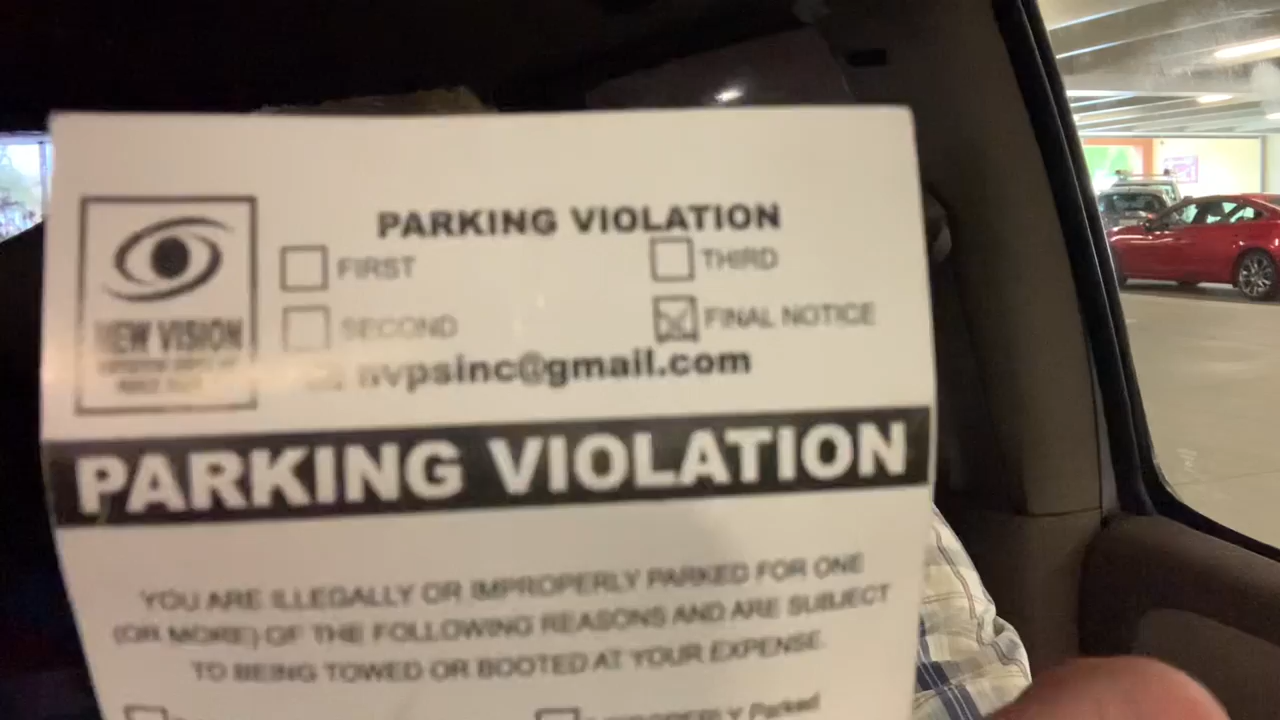 PARKING VIOLATION
FIRST
THIRD
SECOND
FINAL NOTICE
NEW VISION
nvpsinc@gmail.com
PARKING VIOLATION
YOU ARE ILLEGALLY OR IMPROPERLY PARKED FOR ONE
(OR MORE) OF THE FOLLOWING REASONS AND ARE SUBJECT
TO BEING TOWED OR BOOTED AT YOUR EXPENSE.
IMPROPERLY Parked